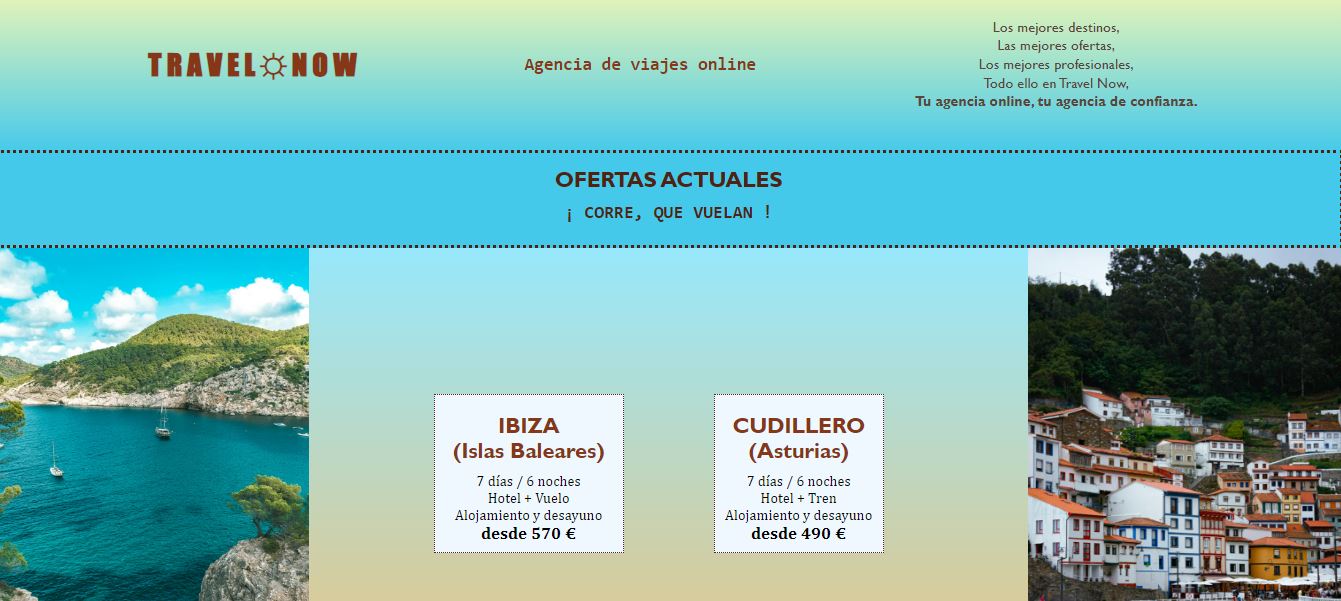 TRAVEL NOW
Agencia de viajes online
Los mejores destinos,
Las mejores ofertas,
Los mejores profesionales,
Todo ello en Travel Now,
Tu agencia online, tu agencia de confianza.
OFERTAS ACTUALES
¡ CORRE, QUE VUELAN !
IBIZA
(Islas Baleares)
7 días / 6 noches
Hotel + Vuelo
Alojamiento y desayuno
desde 570 €
CUDILLERO
(Asturias)
7 días / 6 noches
Hotel + Tren
Alojamiento y desayuno
desde 490 €